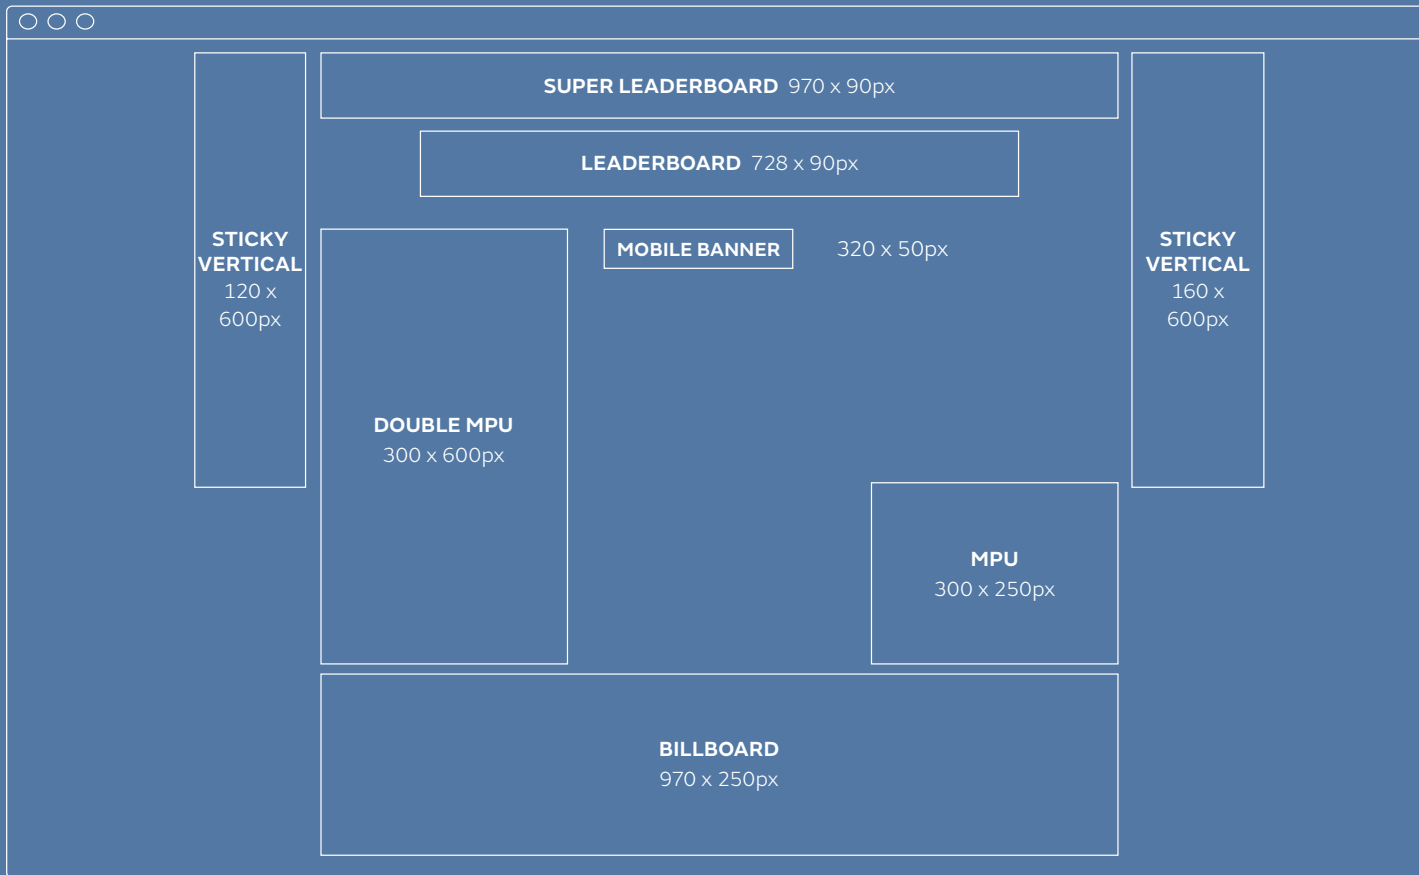 SUPER LEADERBOARD 970 x 90px
LEADERBOARD 728 x 90px
STICKY
VERTICAL
120 x
600px
MOBILE BANNER 320 x 50px
STICKY
VERTICAL
160 x
600px
DOUBLE MPU
300 x 600px
MPU
300 x 250px
BILLBOARD
970 x 250px